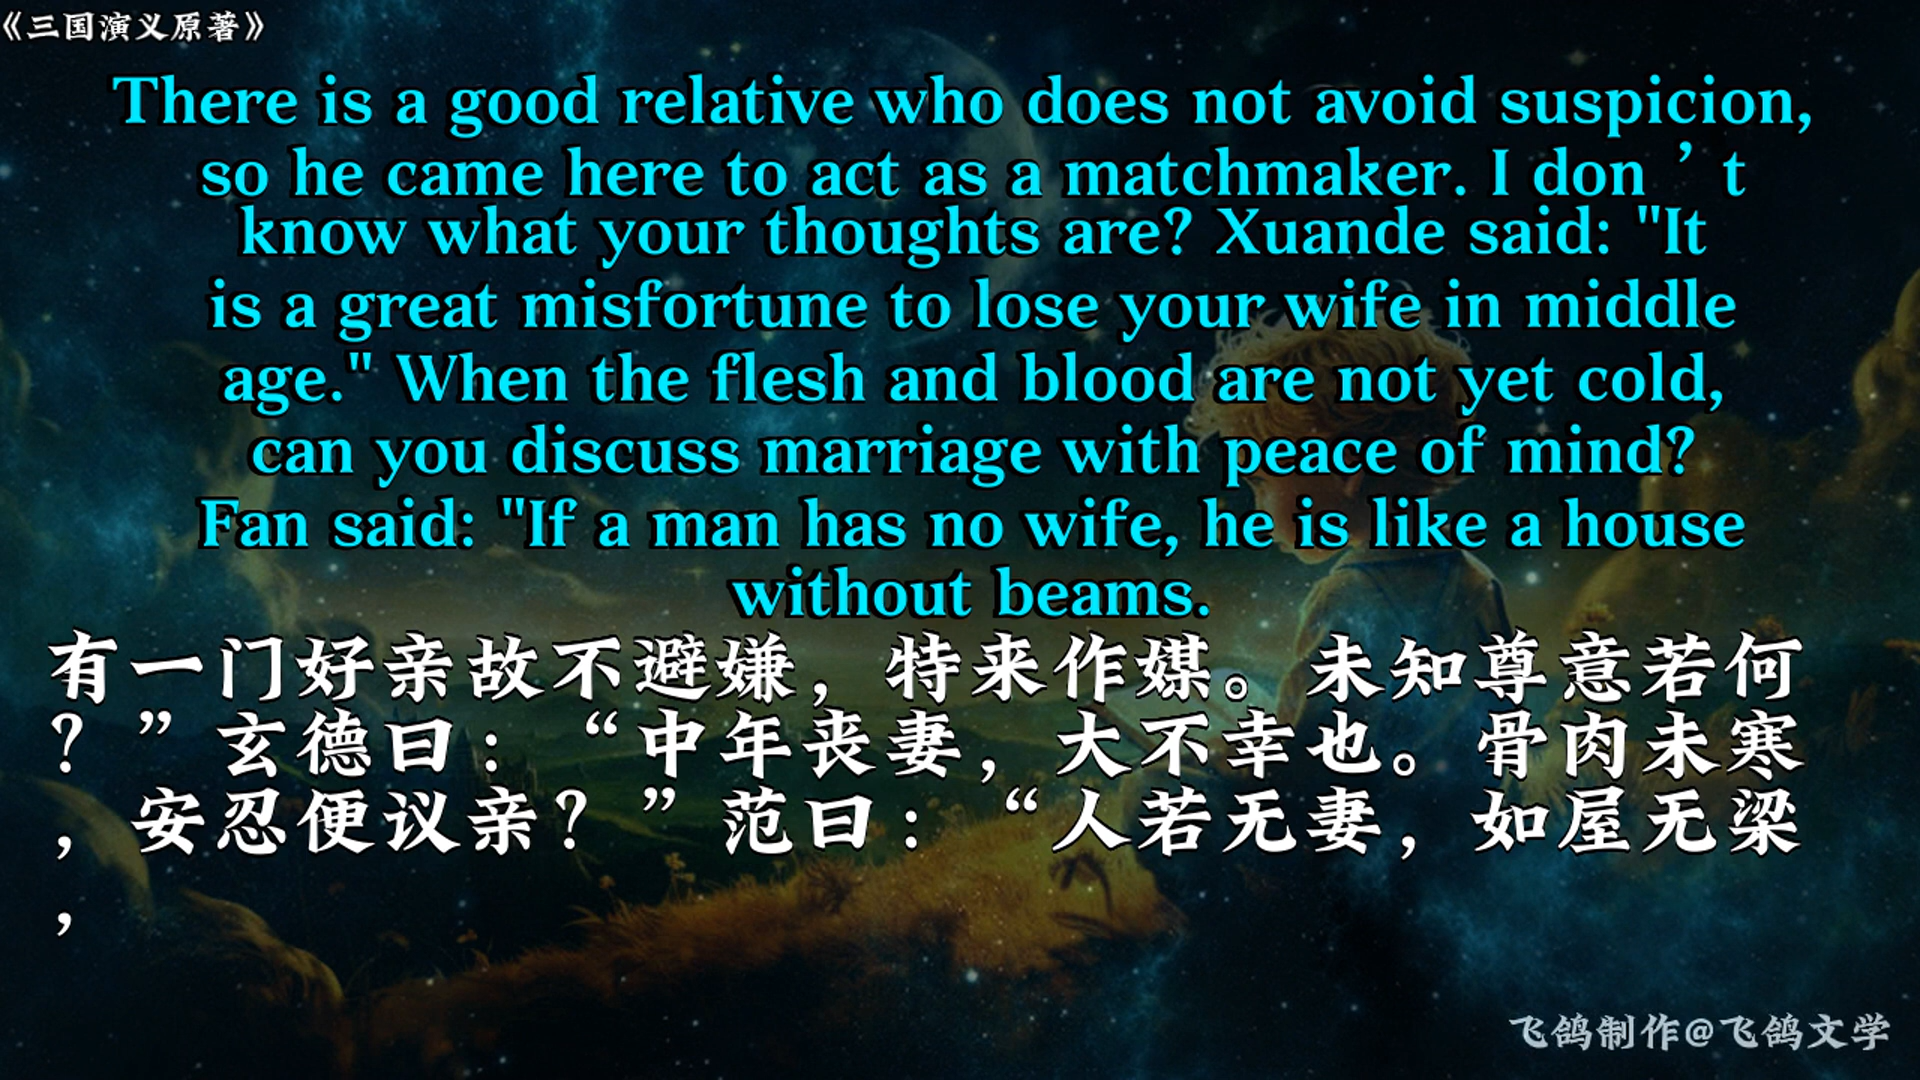 《三国演义原著》
There is a good relative who does not avoid suspicion,
so he came here to act as a matchmaker. I don ’ t
know what your thoughts are? Xuande said: "It
is a great misfortune to lose your wife in middle
age." When the flesh and blood are not yet cold,
can you discuss marriage with peace of mind?
Fan said: "If a man has no wife, he is like a house
without beams.
有一门好亲故不避嫌，特来作媒。未知尊意若何
？”玄德曰：“中年丧妻，大不幸也。骨肉未寒
，安忍便议亲？”范曰：“人若无妻，如屋无梁
，
飞鸽制作@飞鸽文学